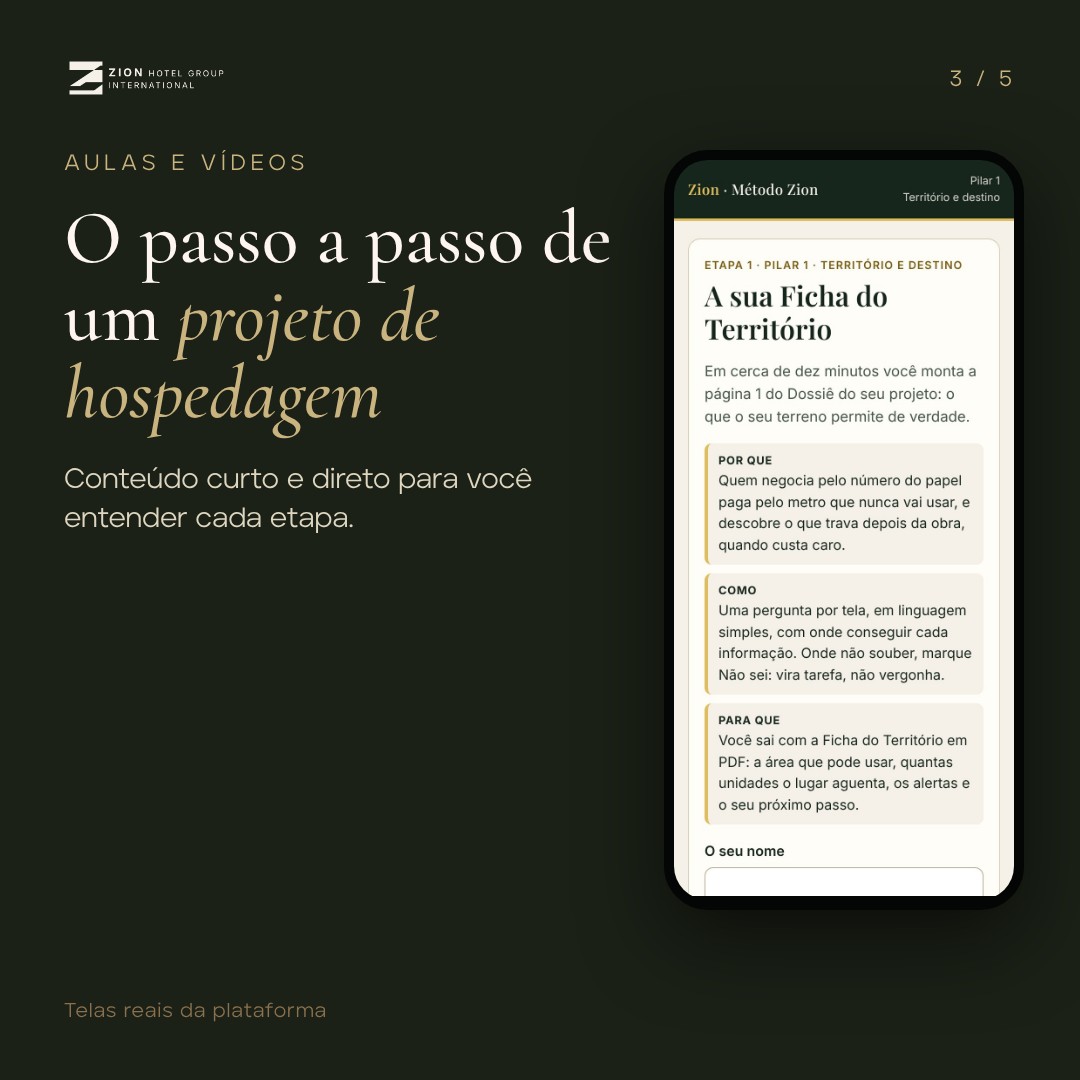 ZION HOTEL GROUP
INTERNATIONAL
3 / 5
AULAS E VÍDEOS
O passo a passo de
um projeto de
hospedagem
Conteúdo curto e direto para você
entender cada etapa.
Zion · Método Zion
Pilar 1
Território e destino
ETAPA 1 · PILAR 1 · TERRITÓRIO E DESTINO
A sua Ficha do
Território
Em cerca de dez minutos você monta a
página 1 do Dossiê do seu projeto: o
que o seu terreno permite de verdade.
POR QUE
Quem negocia pelo número do papel
paga pelo metro que nunca vai usar, e
descobre o que trava depois da obra,
quando custa caro.
COMO
Uma pergunta por tela, em linguagem
simples, com onde conseguir cada
informação. Onde não souber, marque
Não sei: vira tarefa, não vergonha.
PARA QUE
Você sai com a Ficha do Território em
PDF: a área que pode usar, quantas
unidades o lugar aguenta, os alertas e
o seu próximo passo.
O seu nome
Telas reais da plataforma